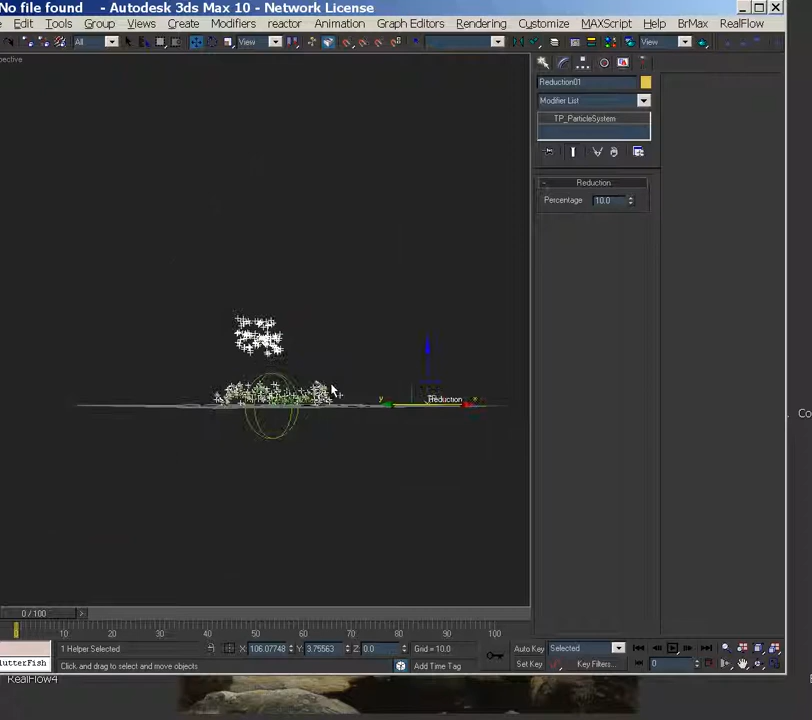 No file found - Autodesk 3ds Max 10 - Network License
Edit Tools Group Views Create Modifiers reactor Animation Graph Editors Rendering Customize MAXScript Help BrMax RealFlow
All View View
pective
Reduction01
Modifier List
TP_ParticleSystem
- Reduction
Percentage 10.0
y Reduction x
Co
0 / 100 >
10 20 30 40 50 60 70 80 90 100
1 Helper Selected X 106.07748 Y 3.75563 Z: 0.0 Grid = 10.0 Auto Key Selected
lutterFish Click and drag to select and move objects Add Time Tag Set Key Key Filters... 0
RealFlow4